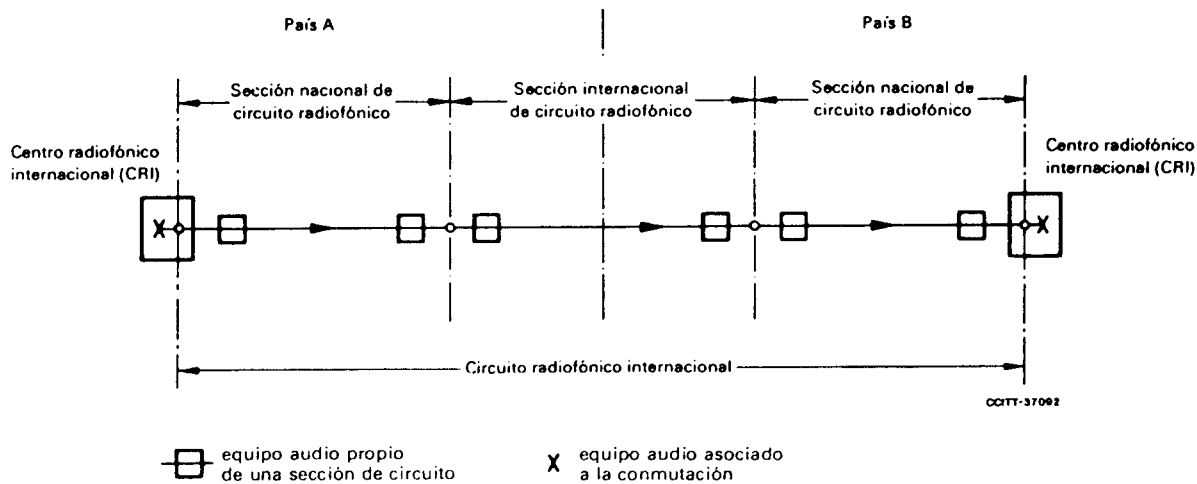 País A
País B
Sección nacional de
circuito radiofónico
Sección internacional
de circuito radiofónico
Sección nacional de
circuito radiofónico
Centro radiofónico
internacional (CRI)
Centro radiofónico
internacional (CRI)
X
X
Circuito radiofónico internacional
CCITT-37092
equipo audio propio
de una sección de circuito
X equipo audio asociado
a la conmutación